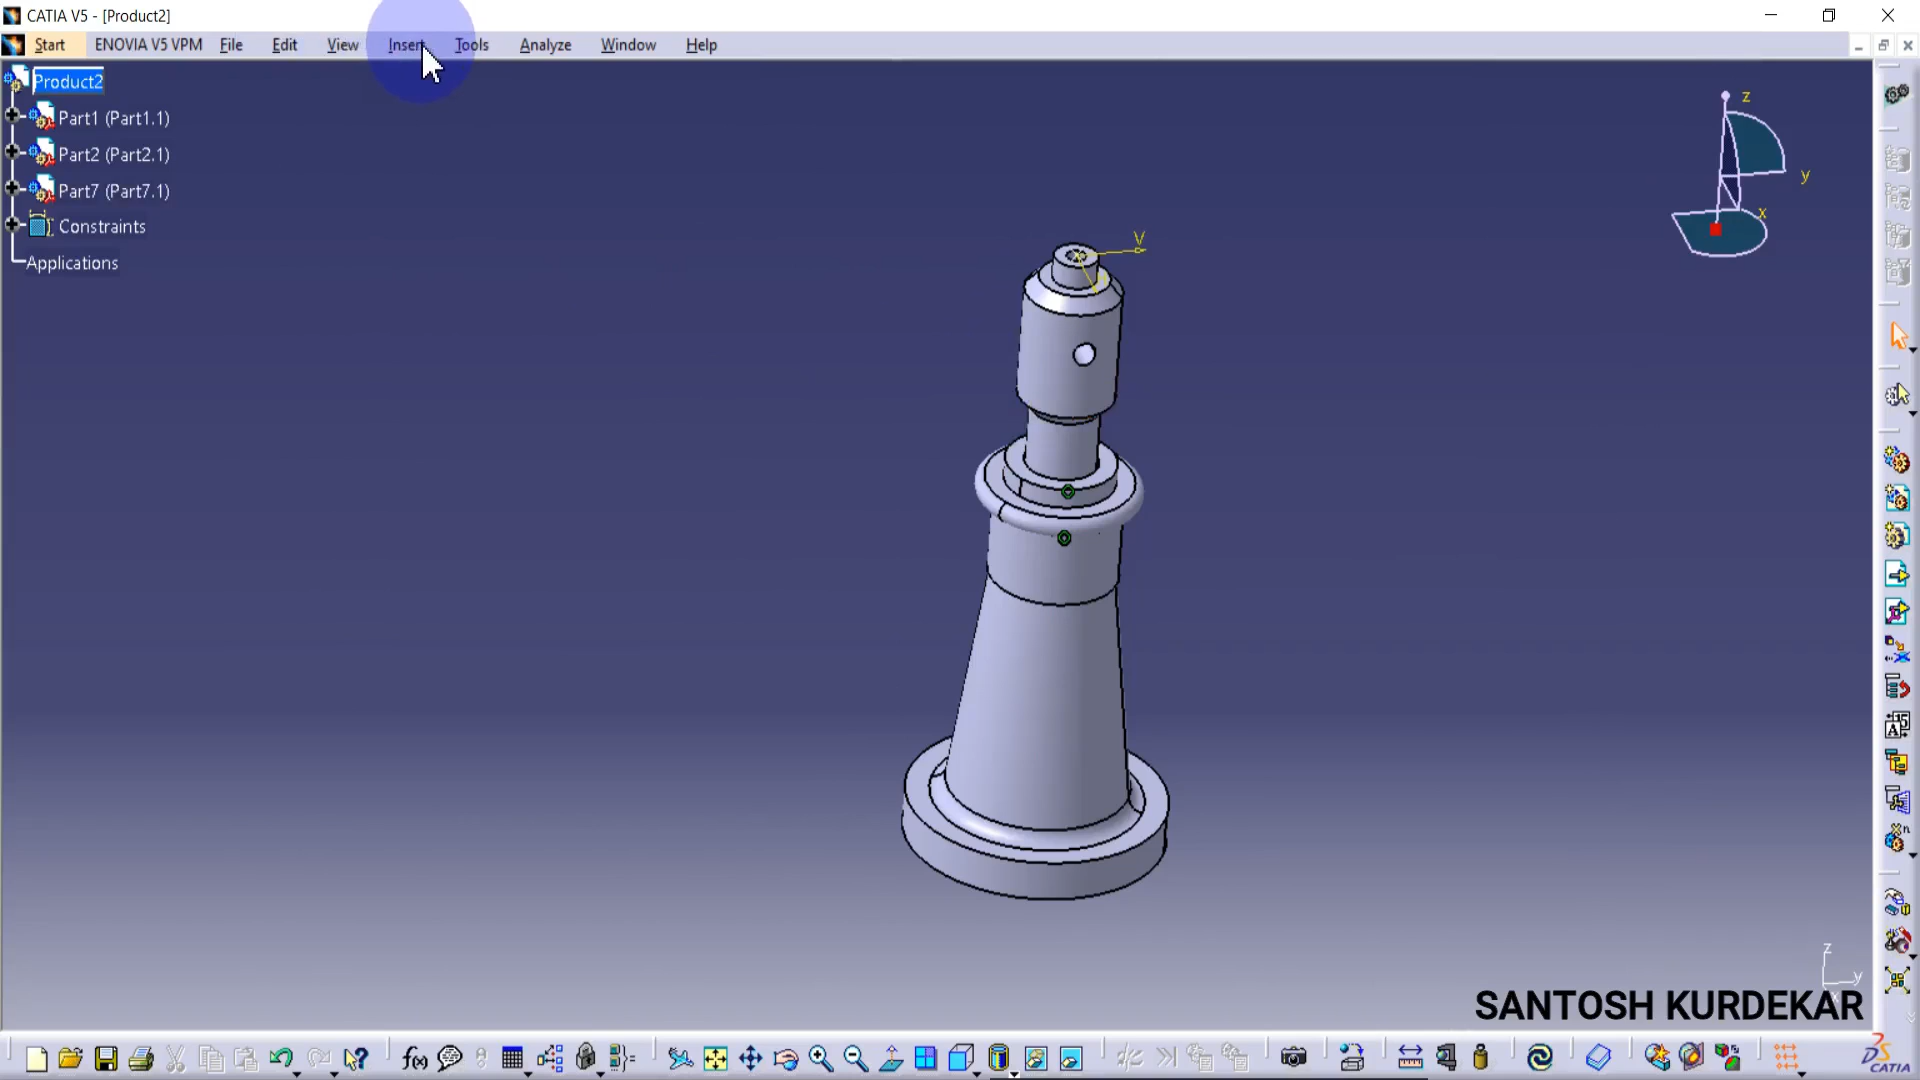 CATIA V5 - [Product2]
Start ENOVIA V5 VPM File Edit View Insert Tools Analyze Window Help
Product2
Part1 (Part1.1)
Part2 (Part2.1)
Part7 (Part7.1)
Constraints
Applications
z
y
x
V
z
y
SANTOSH KURDEKAR
f(x)
CATIA